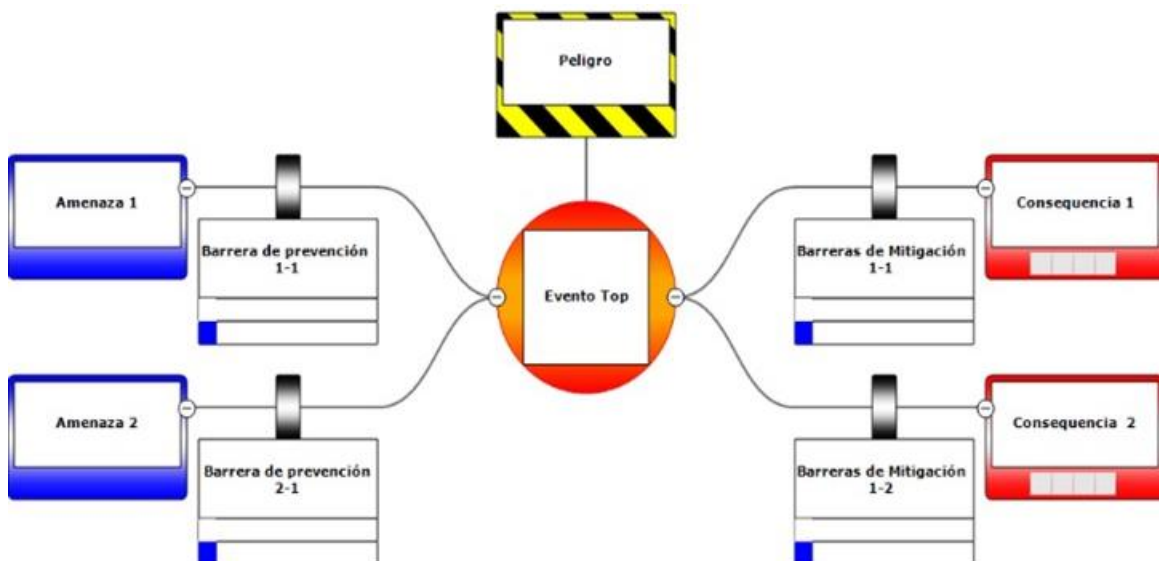 Peligro
Amenaza 1
Barrera de prevención
1-1
Evento Top
Barreras de Mitigación
1-1
Consequencia 1
Amenaza 2
Barrera de prevención
2-1
Barreras de Mitigación
1-2
Consequencia 2